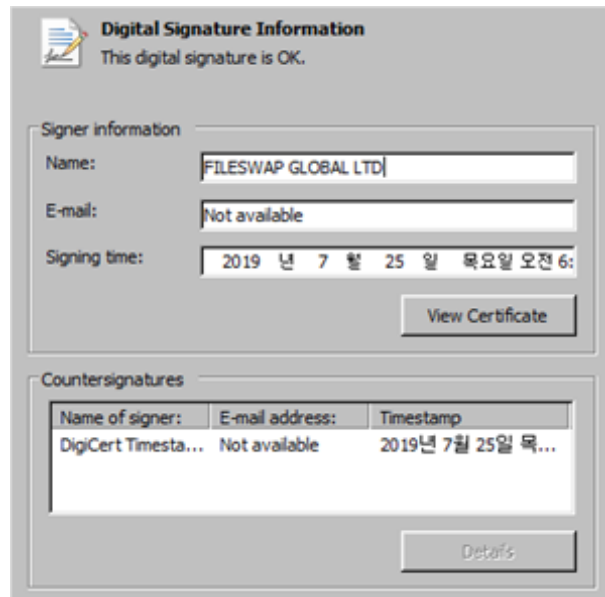 Digital Signature Information
This digital signature is OK.
Signer information
Name: FILESWAP GLOBAL LTD
E-mail: Not available
Signing time: 2019 년 7 월 25 일 목요일 오전 6:
View Certificate
Countersignatures
Name of signer: E-mail address: Timestamp
DigiCert Timesta... Not available 2019년 7월 25일 목...
Details